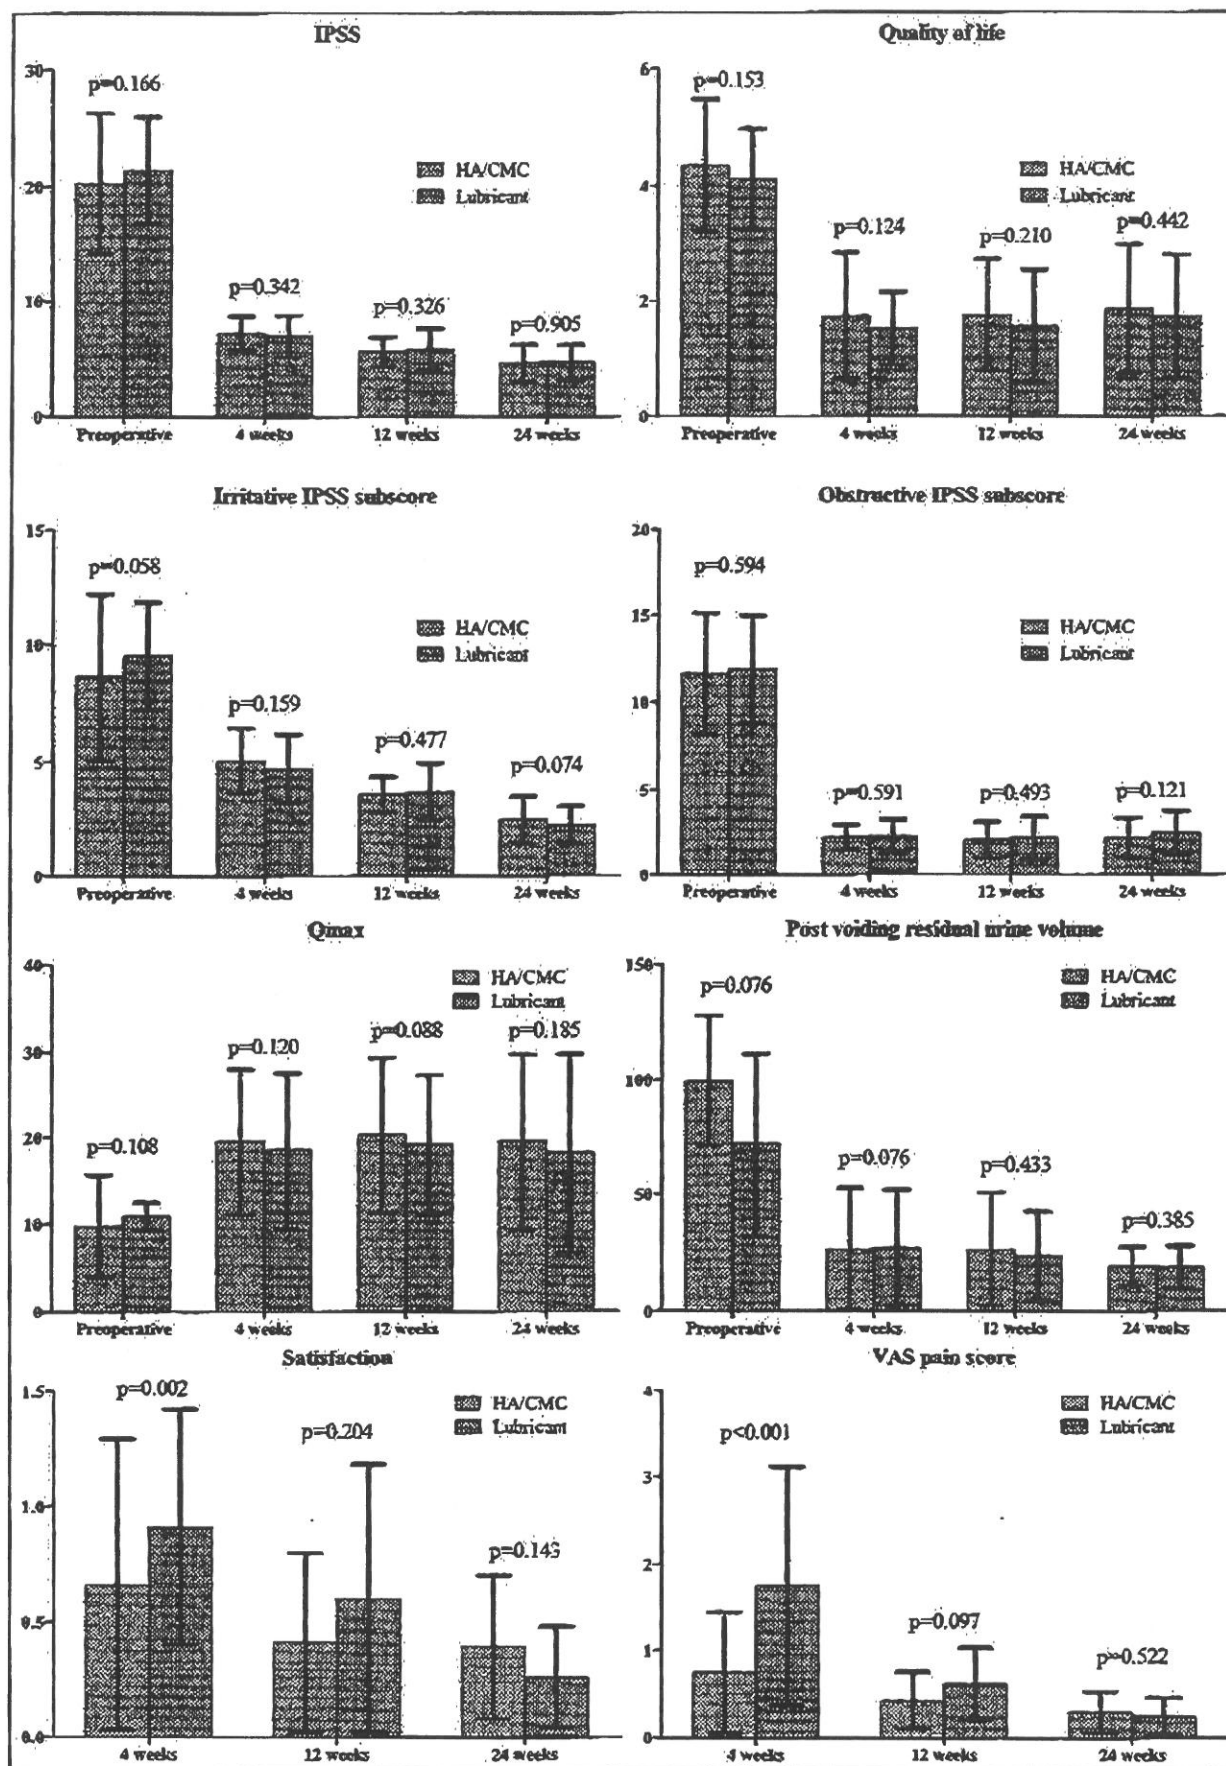 IPSS
30
20
10
0
p=0.166
p=0.342
p=0.326
p=0.905
HA/CMC
Lubricant
Preoperative
4 weeks
12 weeks
24 weeks
Quality of life
6
4
2
0
p=0.153
p=0.124
p=0.210
p=0.442
HA/CMC
Lubricant
Preoperative
4 weeks
12 weeks
24 weeks
Irritative IPSS subscore
15
10
5
0
p=0.058
p=0.159
p=0.477
p=0.074
HA/CMC
Lubricant
Preoperative
4 weeks
12 weeks
24 weeks
Obstructive IPSS subscore
20
15
10
5
0
p=0.594
p=0.591
p=0.493
p=0.121
HA/CMC
Lubricant
Preoperative
4 weeks
12 weeks
24 weeks
Qmax
40
30
20
10
0
p=0.108
p=0.120
p=0.088
p=0.185
HA/CMC
Lubricant
Preoperative
4 weeks
12 weeks
24 weeks
Post voiding residual urine volume
150
100
50
0
p=0.076
p=0.076
p=0.433
p=0.385
HA/CMC
Lubricant
Preoperative
4 weeks
12 weeks
24 weeks
Satisfaction
1.5
1.0
0.5
0.0
p=0.002
p=0.204
p=0.143
HA/CMC
Lubricant
4 weeks
12 weeks
24 weeks
VAS pain score
4
3
2
1
0
p<0.001
p=0.097
p=0.522
HA/CMC
Lubricant
4 weeks
12 weeks
24 weeks